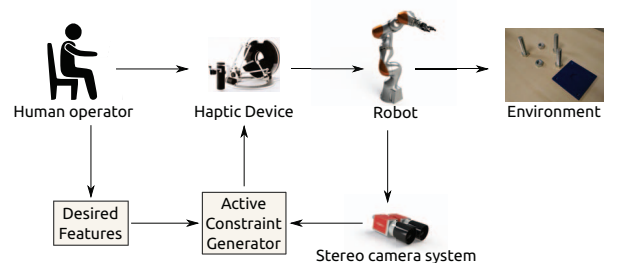 Human operator
Haptic Device
Robot
Environment
Desired
Features
Active
Constraint
Generator
Stereo camera system